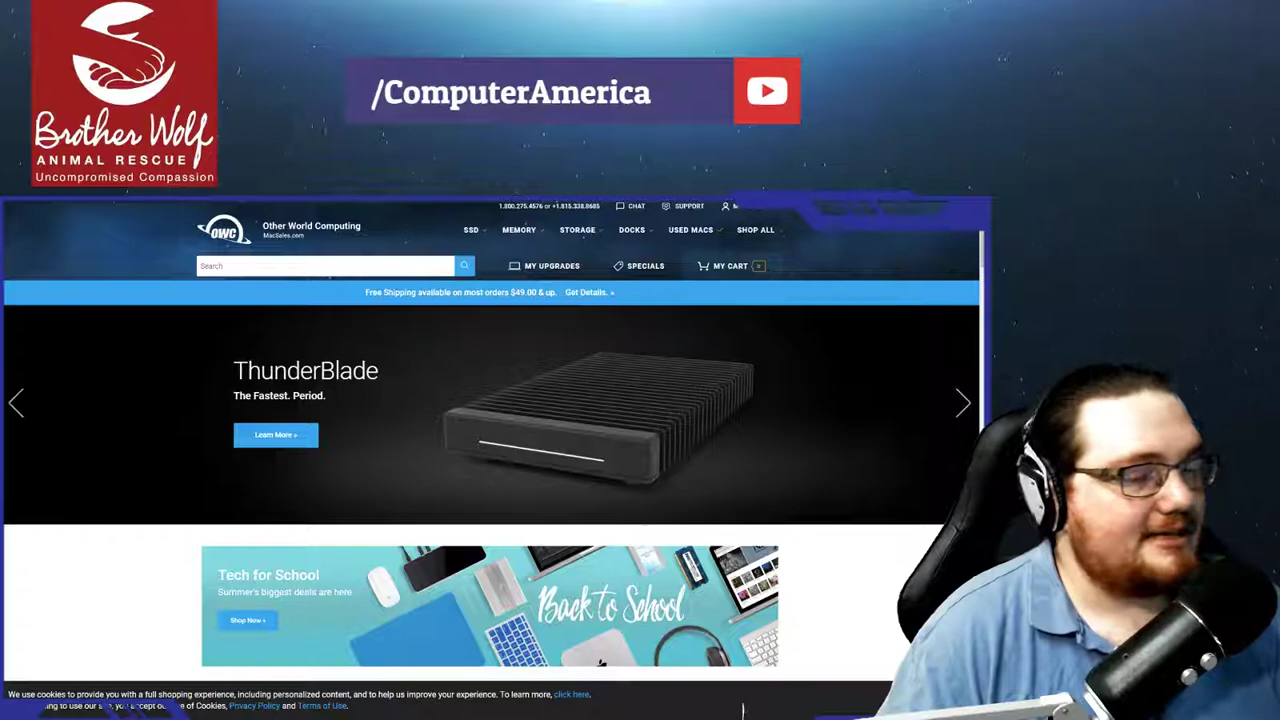 Brother Wolf
ANIMAL RESCUE
Uncompromised Compassion
/ComputerAmerica
1.800.275.4576 or +1.815.338.8685 CHAT SUPPORT
OWC
Other World Computing
MacSales.com
SSD MEMORY STORAGE DOCKS USED MACS SHOP ALL
Search
MY UPGRADES SPECIALS MY CART
Free Shipping available on most orders $49.00 & up. Get Details. »
ThunderBlade
The Fastest. Period.
Learn More »
Tech for School
Summer's biggest deals are here
Shop Now »
Back to School
We use cookies to provide you with a full shopping experience, including personalized content, and to help us improve your experience. To learn more, click here.
to use our of Cookies, Privacy Policy and Terms of Use.